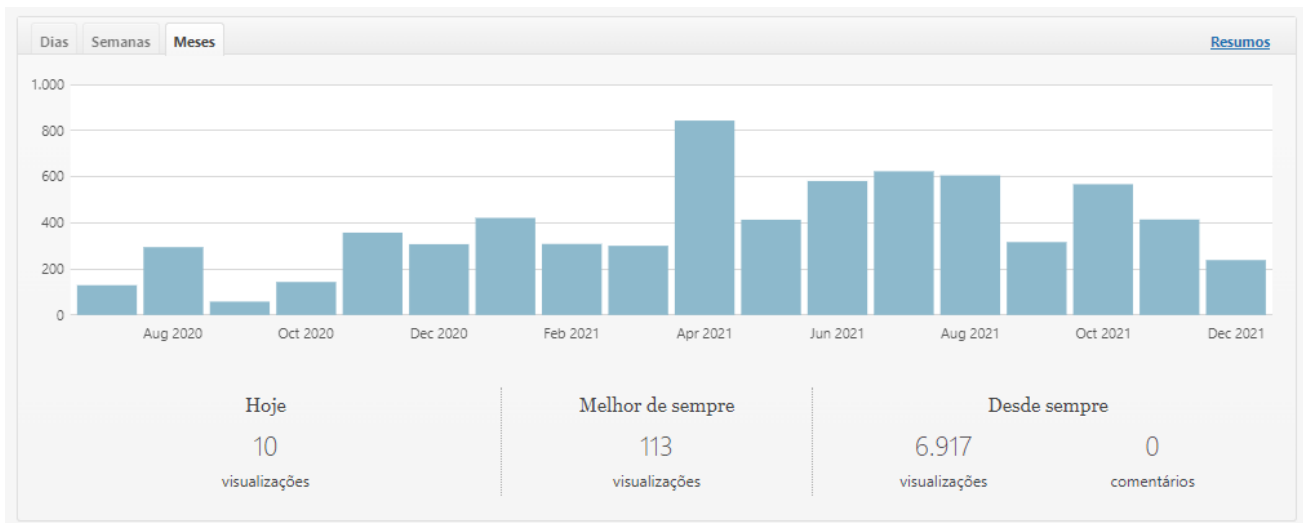 Dias Semanas Meses Resumos
1.000
800
600
400
200
0
Aug 2020 Oct 2020 Dec 2020 Feb 2021 Apr 2021 Jun 2021 Aug 2021 Oct 2021 Dec 2021
Hoje Melhor de sempre Desde sempre
10 113 6.917 0
visualizações visualizações visualizações comentários